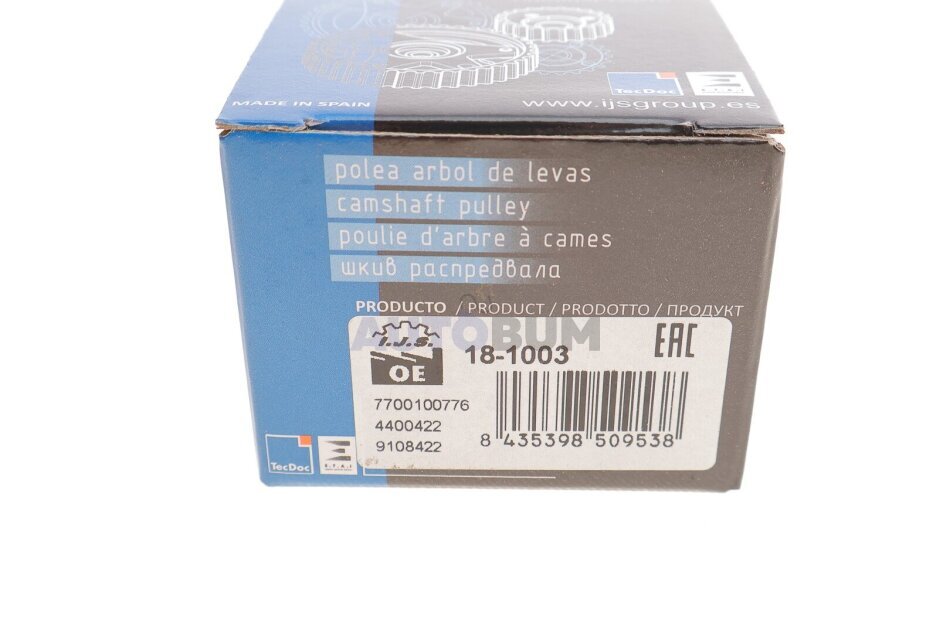 TecDoc
MADE IN SPAIN
www.ijsgroup.es
polea arbol de levas
camshaft pulley
poulie d'arbre à cames
шкив распредвала
PRODUCTO / PRODUCT / PRODOTTO / ПРОДУКТ
AUTOBUM
I.J.S.
18-1003
EAC
OE
7700100776
4400422
9108422
8 435398 509538
TecDoc